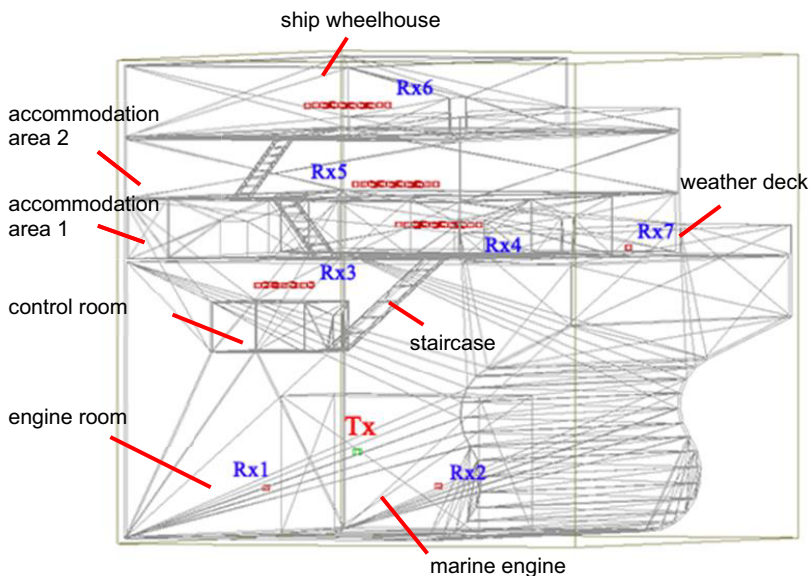 ship wheelhouse
Rx6
accommodation
area 2
Rx5
weather deck
accommodation
area 1
Rx7
Rx4
Rx3
control room
staircase
engine room
Tx
Rx1
Rx2
marine engine